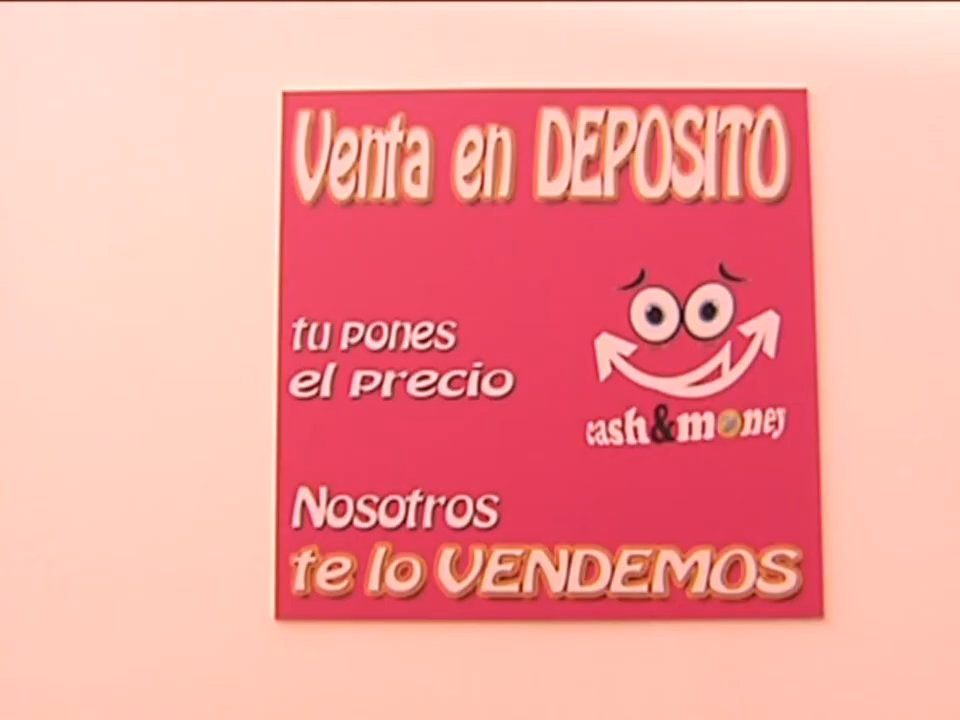 Venta en DEPOSITO
tu pones
el precio
cash&money
Nosotros
te lo VENDEMOS